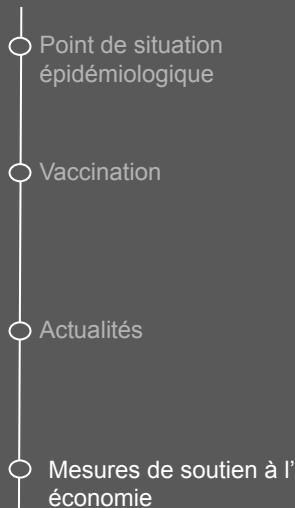 Point de situation
épidémiologique
Vaccination
Actualités
Mesures de soutien à l'
économie